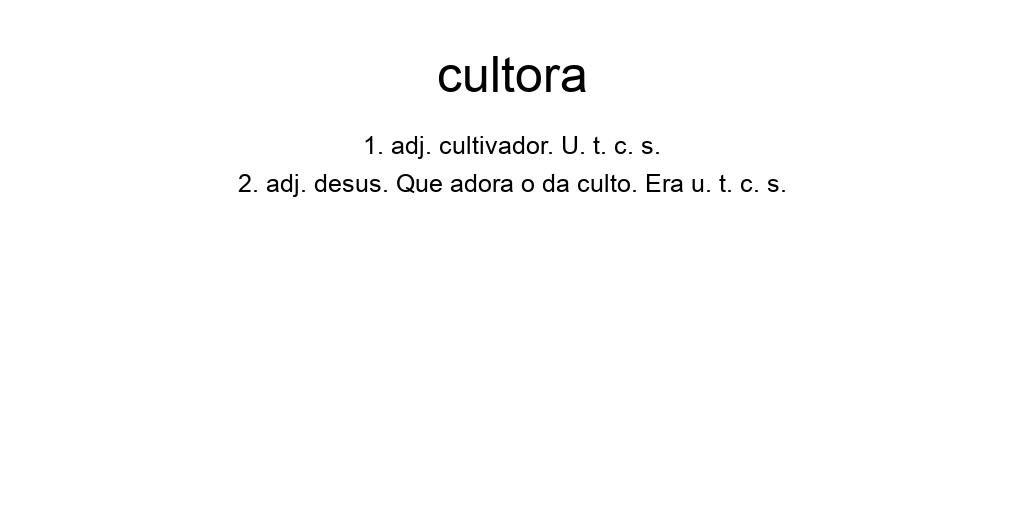 cultora
1. adj. cultivador. U. t. c. s.
2. adj. desus. Que adora o da culto. Era u. t. c. s.